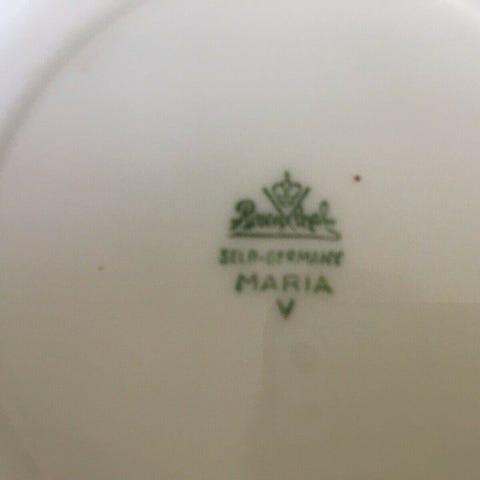 Rosenthal
SELB-GERMANY
MARIA
V